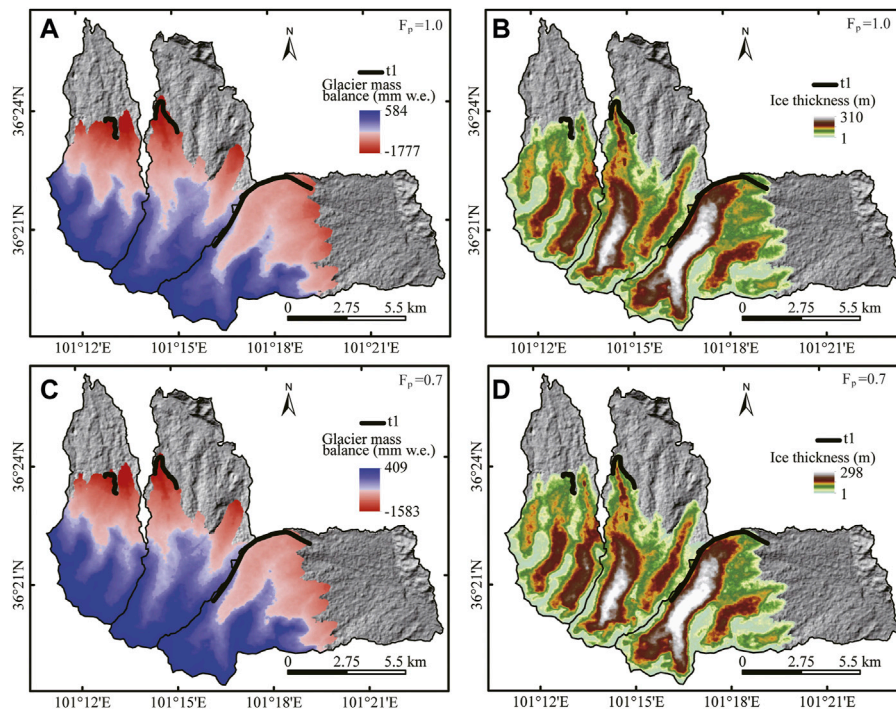 A
F_p=1.0
N
t1
Glacier mass
balance (mm w.e.)
584
-1777
36°24'N
36°21'N
0 2.75 5.5 km
101°12'E 101°15'E 101°18'E 101°21'E
B
F_p=1.0
N
t1
Ice thickness (m)
310
1
36°24'N
36°21'N
0 2.75 5.5 km
101°12'E 101°15'E 101°18'E 101°21'E
C
F_p=0.7
N
t1
Glacier mass
balance (mm w.e.)
409
-1583
36°24'N
36°21'N
0 2.75 5.5 km
101°12'E 101°15'E 101°18'E 101°21'E
D
F_p=0.7
N
t1
Ice thickness (m)
298
1
36°24'N
36°21'N
0 2.75 5.5 km
101°12'E 101°15'E 101°18'E 101°21'E